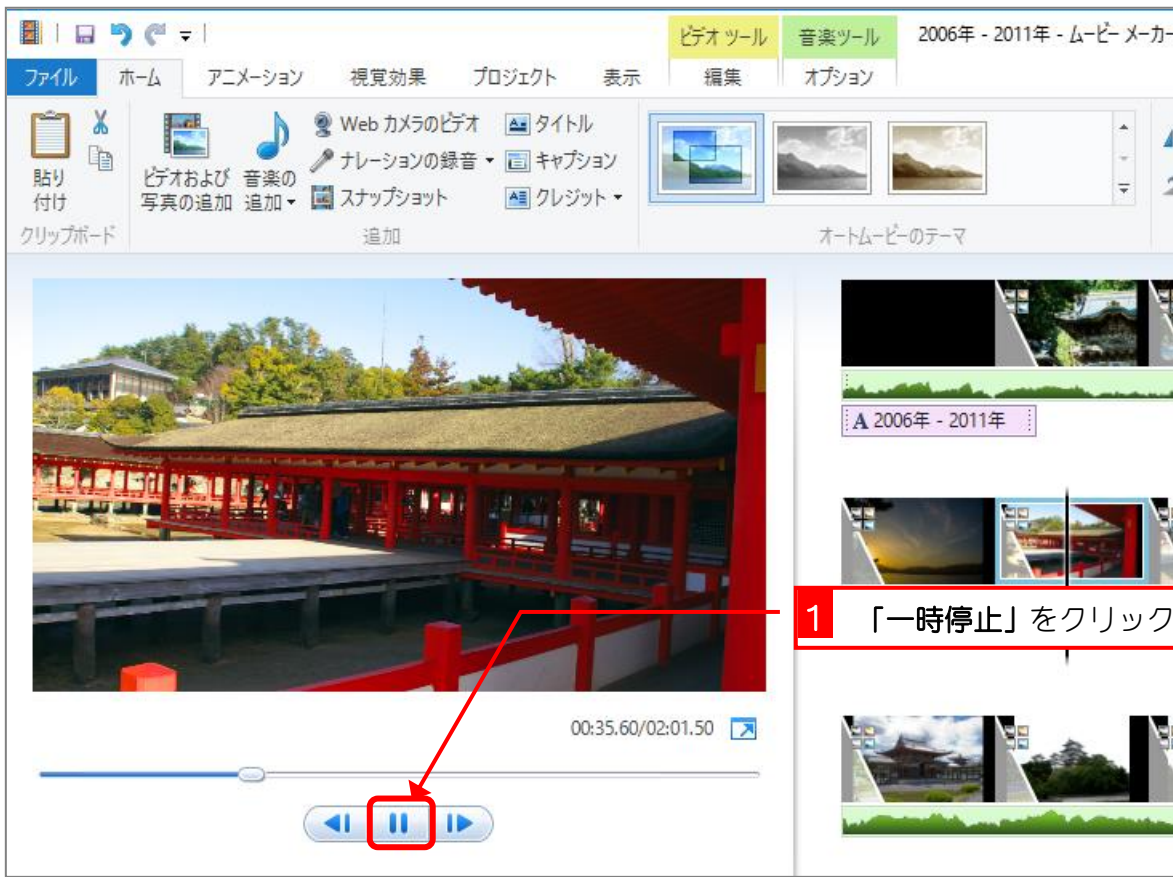 ビデオ ツール 音楽ツール 2006年 - 2011年 - ムービー メーカー
ファイル ホーム アニメーション 視覚効果 プロジェクト 表示 編集 オプション
貼り
付け
クリップボード
ビデオおよび
写真の追加
音楽の
追加
Web カメラのビデオ
ナレーションの録音
スナップショット
タイトル
キャプション
クレジット
追加
オートムービーのテーマ
A 2006年 - 2011年
1 「一時停止」をクリック
00:35.60/02:01.50